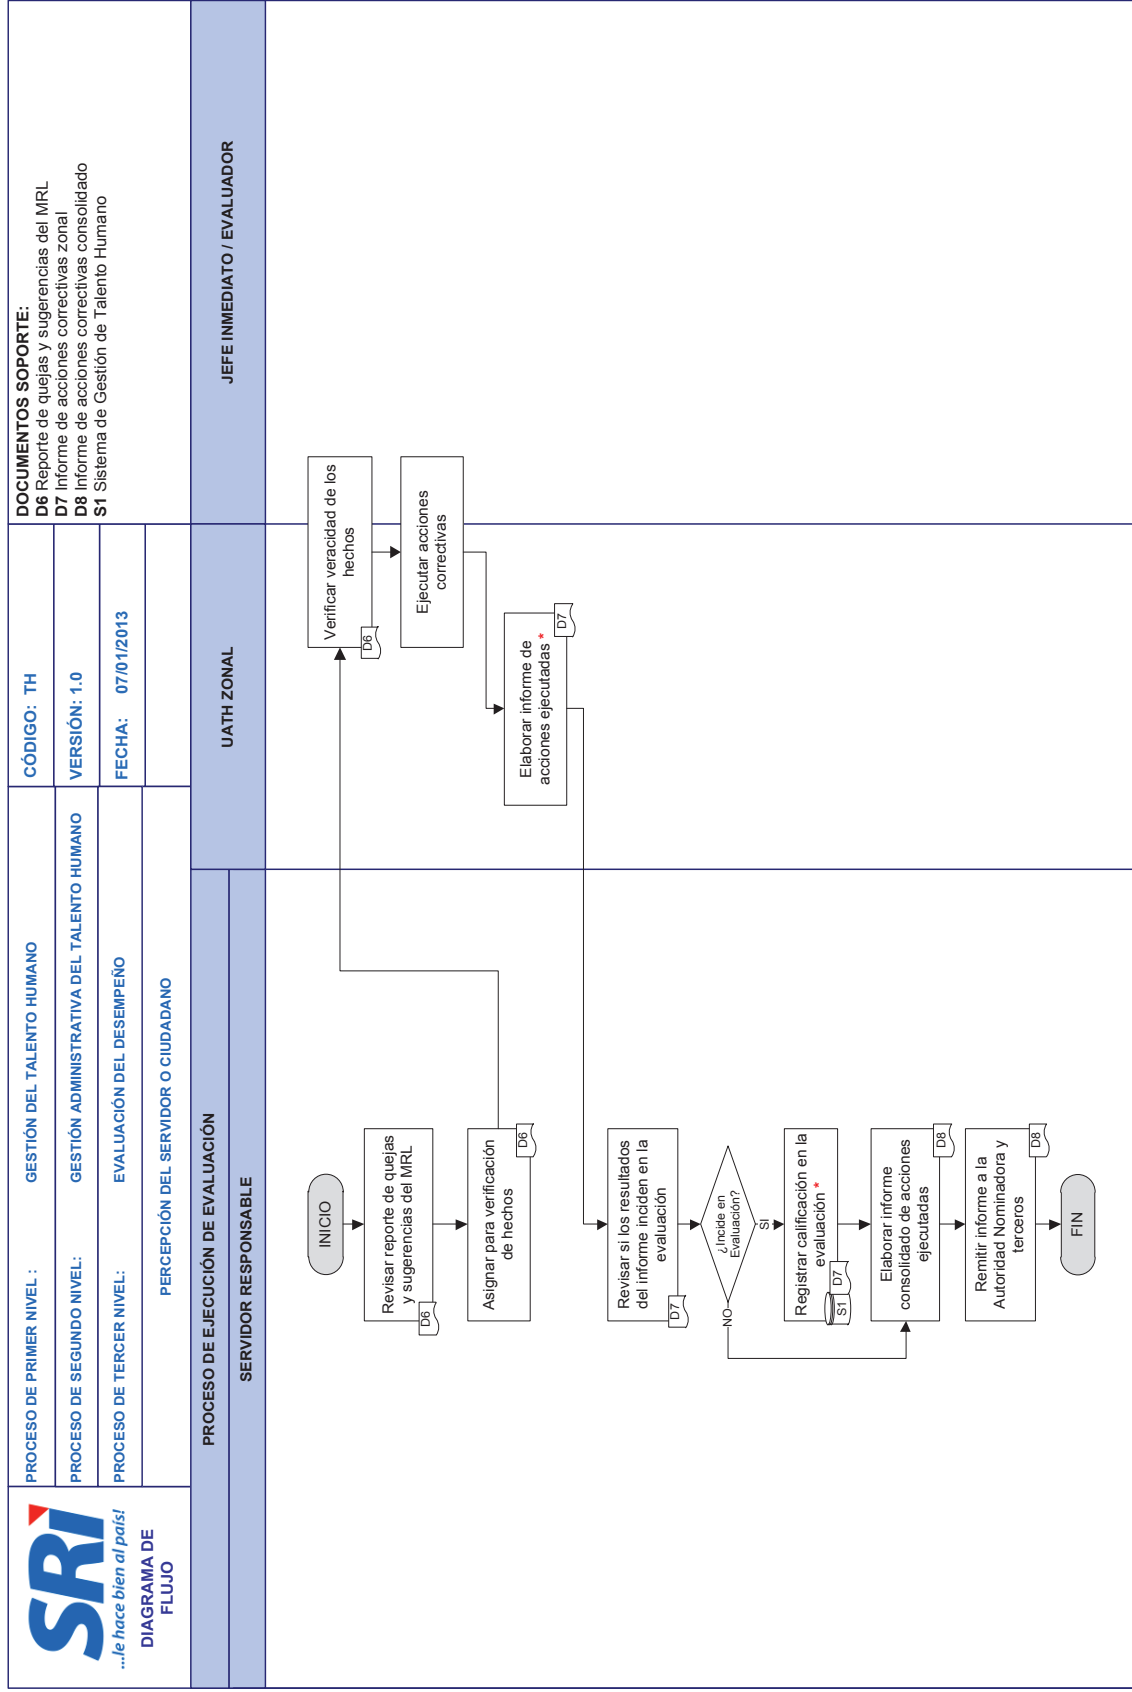 SRi
...le hace bien al país!
DIAGRAMA DE
FLUJO
PROCESO DE PRIMER NIVEL :
GESTIÓN DEL TALENTO HUMANO
PROCESO DE SEGUNDO NIVEL:
GESTIÓN ADMINISTRATIVA DEL TALENTO HUMANO
PROCESO DE TERCER NIVEL:
EVALUACIÓN DEL DESEMPEÑO
PERCEPCIÓN DEL SERVIDOR O CIUDADANO
CÓDIGO: TH
VERSIÓN: 1.0
FECHA: 07/01/2013
DOCUMENTOS SOPORTE:
D6 Reporte de quejas y sugerencias del MRL
D7 Informe de acciones correctivas zonal
D8 Informe de acciones correctivas consolidado
S1 Sistema de Gestión de Talento Humano
PROCESO DE EJECUCIÓN DE EVALUACIÓN
SERVIDOR RESPONSABLE
UATH ZONAL
JEFE INMEDIATO / EVALUADOR
INICIO
Revisar reporte de quejas
y sugerencias del MRL
D6
Asignar para verificación
de hechos
D6
Verificar veracidad de los
hechos
D6
Ejecutar acciones
correctivas
Elaborar informe de
acciones ejecutadas *
D7
Revisar si los resultados
del informe inciden en la
evaluación
D7
¿Incide en
Evaluación?
NO
SI
Registrar calificación en la
evaluación *
S1
D7
Elaborar informe
consolidado de acciones
ejecutadas
D8
Remitir informe a la
Autoridad Nominadora y
terceros
D8
FIN